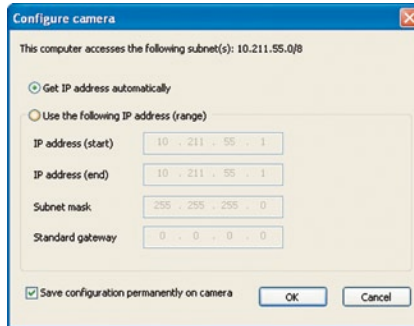 Configure camera
This computer accesses the following subnet(s): 10.211.55.0/8
Get IP address automatically
Use the following IP address (range)
IP address (start) 10 . 211 . 55 . 1
IP address (end) 10 . 211 . 55 . 1
Subnet mask 255 . 255 . 255 . 0
Standard gateway 0 . 0 . 0 . 0
Save configuration permanently on camera OK Cancel